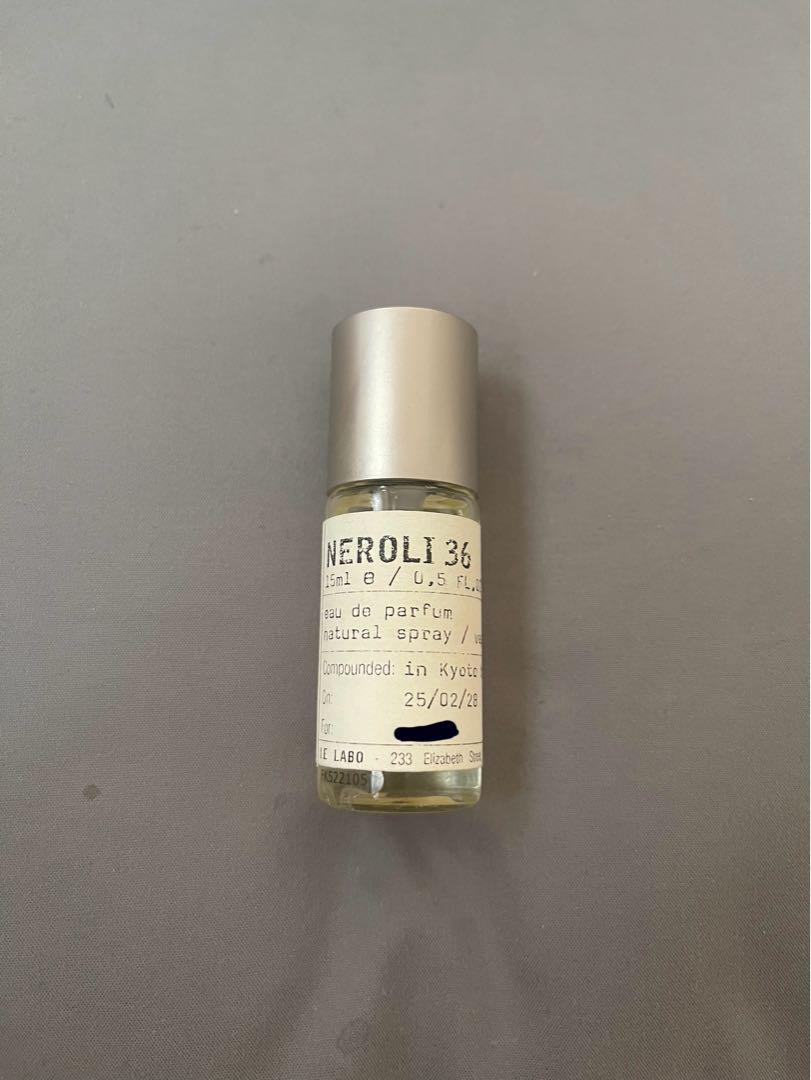 NEROLI 36
15ml e / 0,5 FL.
eau de parfum
natural spray /
Compounded: in Kyoto
On: 25/02/28
For:
LE LABO - 233 Elizabeth Stree